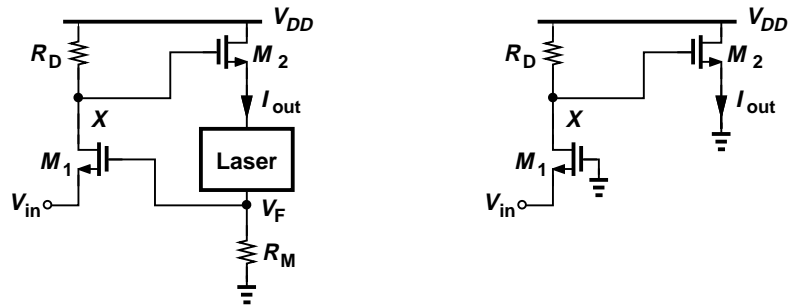 V_DD
R_D
M_2
I_out
X
M_1
Laser
V_in
V_F
R_M
V_DD
R_D
M_2
I_out
X
M_1
V_in